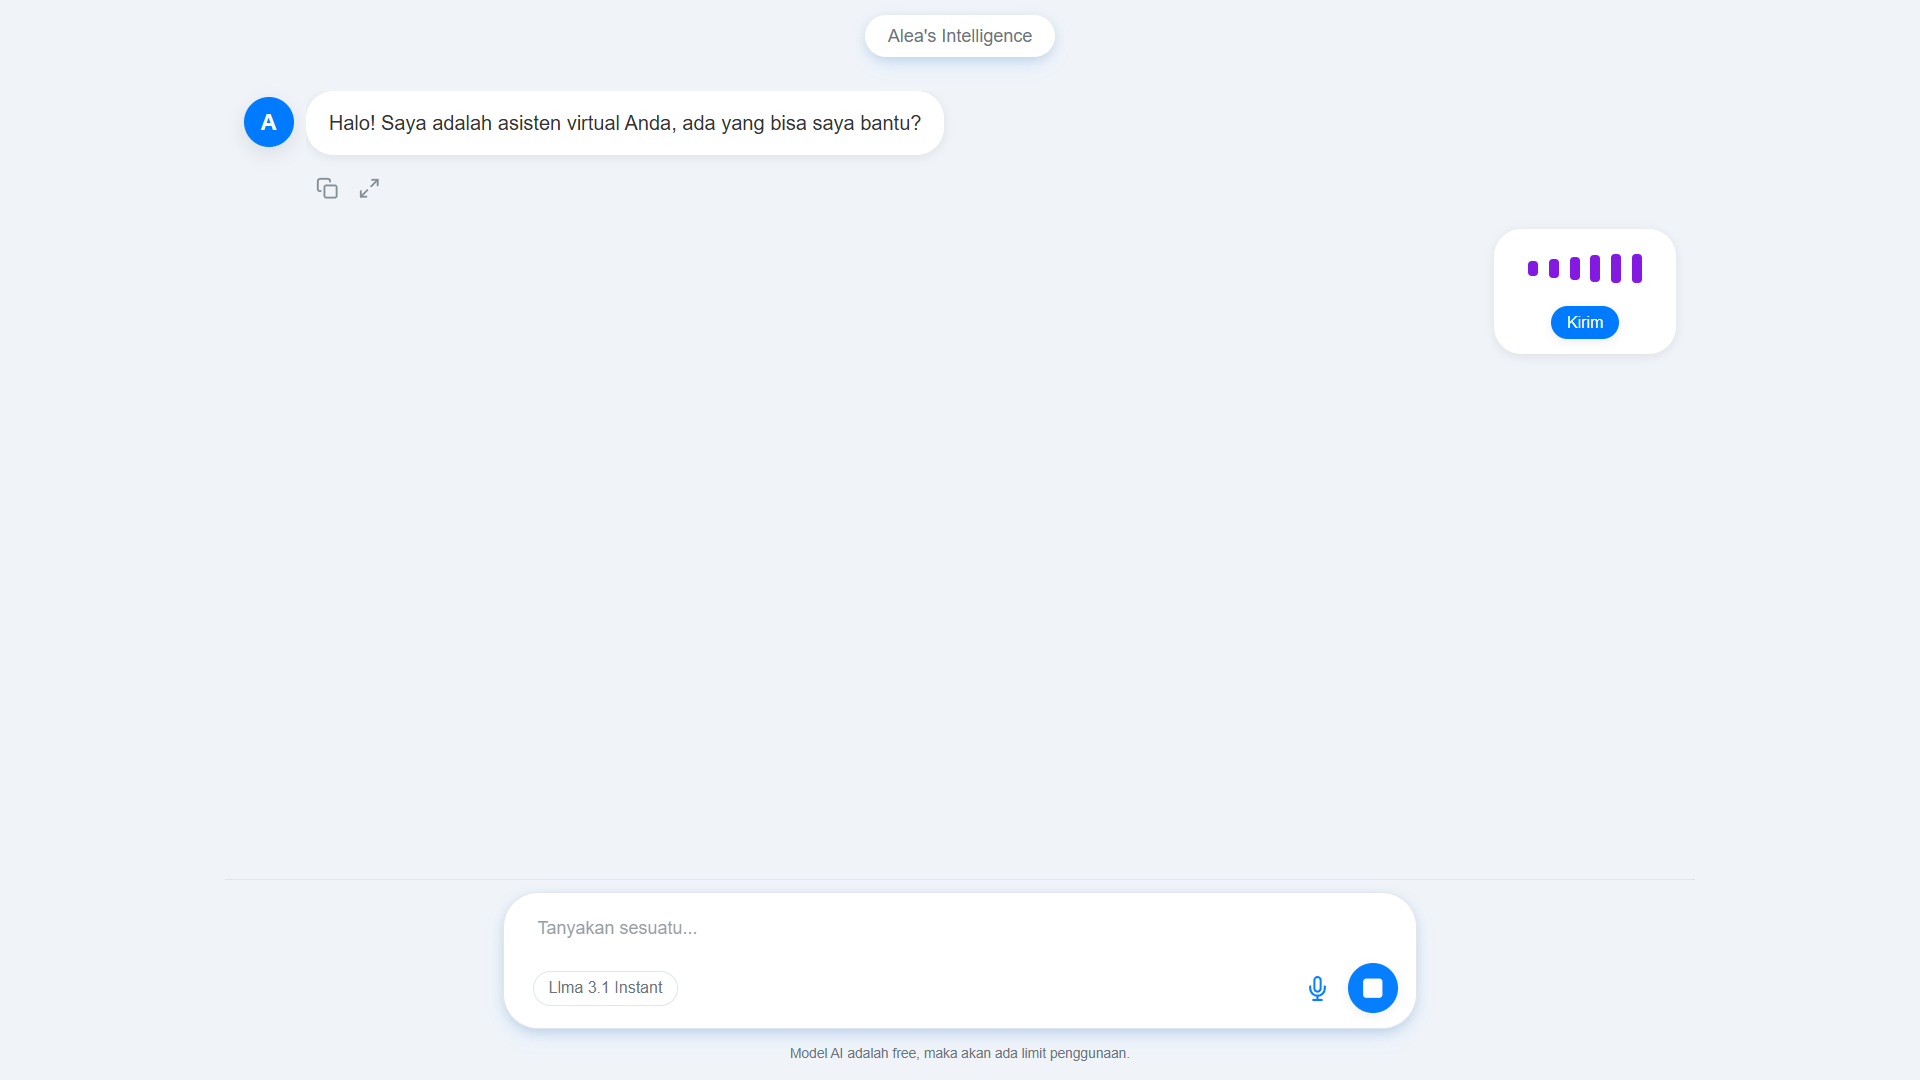 Alea's Intelligence
A
Halo! Saya adalah asisten virtual Anda, ada yang bisa saya bantu?
Kirim
Tanyakan sesuatu...
Llma 3.1 Instant
Model AI adalah free, maka akan ada limit penggunaan.